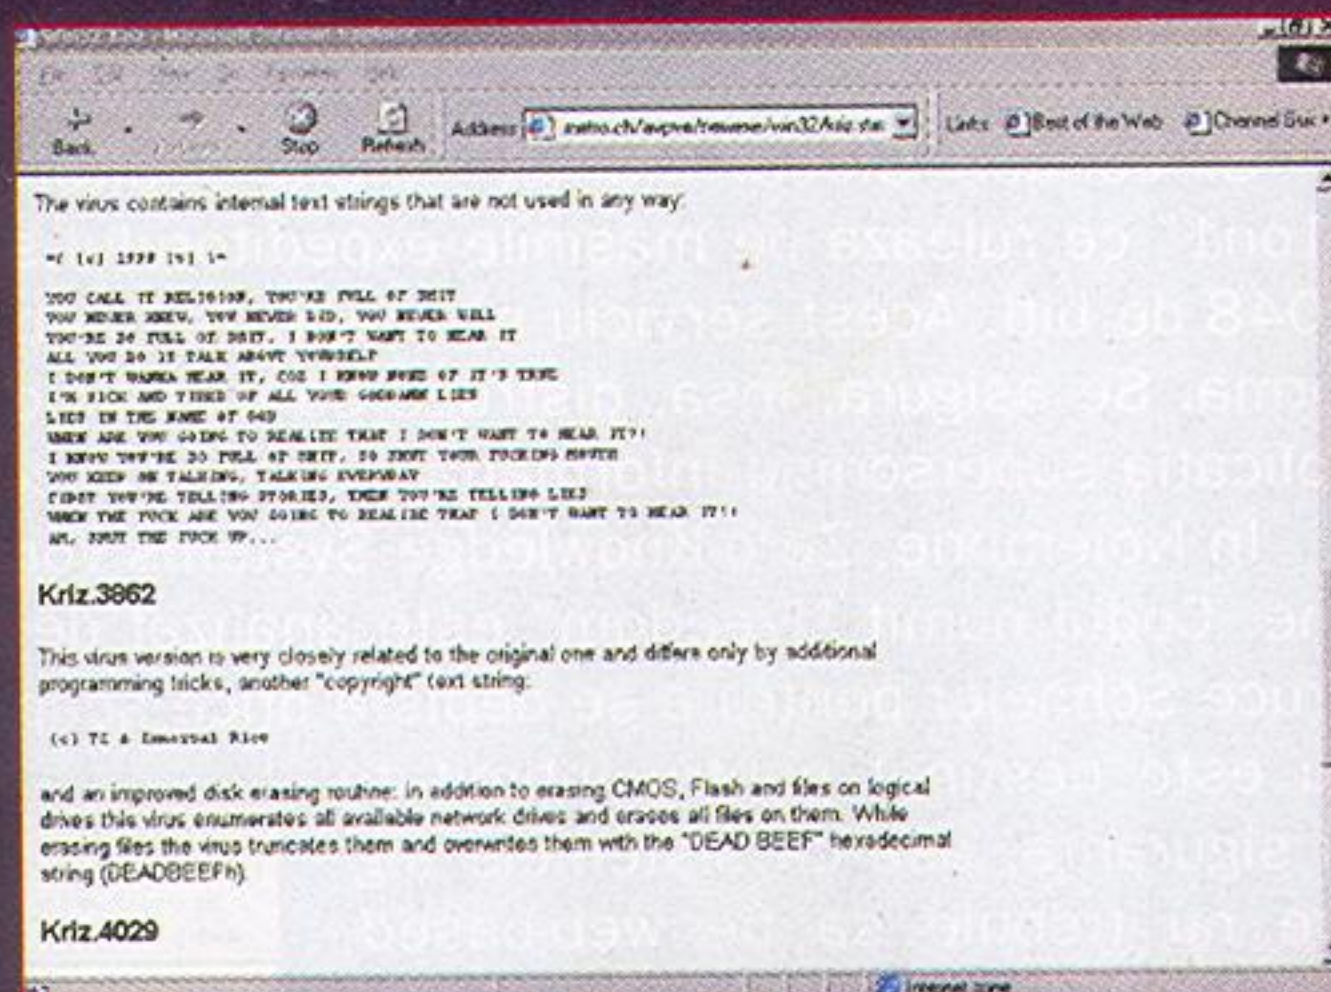 Back
Stop
Refresh
Address
Links Best of the Web Channel
The virus contains internal text strings that are not used in any way:
YOU CALL IT RELIGION, YOU'RE FULL OF SHIT
YOU NEVER KNEW, YOU NEVER DID, YOU NEVER WILL
YOU'RE SO FULL OF SHIT, I DON'T WANT TO HEAR IT
ALL YOU DO IS TALK ABOUT YOURSELF
I DON'T WANNA HEAR IT, COZ I KNOW NONE OF IT'S TRUE
I'M SICK AND TIRED OF ALL YOUR GODDAMN LIES
LIES IN THE NAME OF GOD
WHEN ARE YOU GOING TO REALIZE THAT I DON'T WANT TO HEAR IT?!
I KNOW YOU'RE SO FULL OF SHIT, SO SHUT YOUR FUCKING MOUTH
YOU KEEP ON TALKING, TALKING EVERYDAY
FIRST YOU'RE TELLING STORIES, THEN YOU'RE TELLING LIES
WHEN THE FUCK ARE YOU GOING TO REALIZE THAT I DON'T WANT TO HEAR IT!!
SHUT THE FUCK UP...
Kriz.3862
This virus version is very closely related to the original one and differs only by additional
programming tricks, another "copyright" text string:
(c) &
and an improved disk erasing routine: in addition to erasing CMOS, Flash and files on logical
drives this virus enumerates all available network drives and erases all files on them. While
erasing files the virus truncates them and overwrites them with the "DEAD BEEF" hexadecimal
string (DEADBEEFh)
Kriz.4029
Internet zone